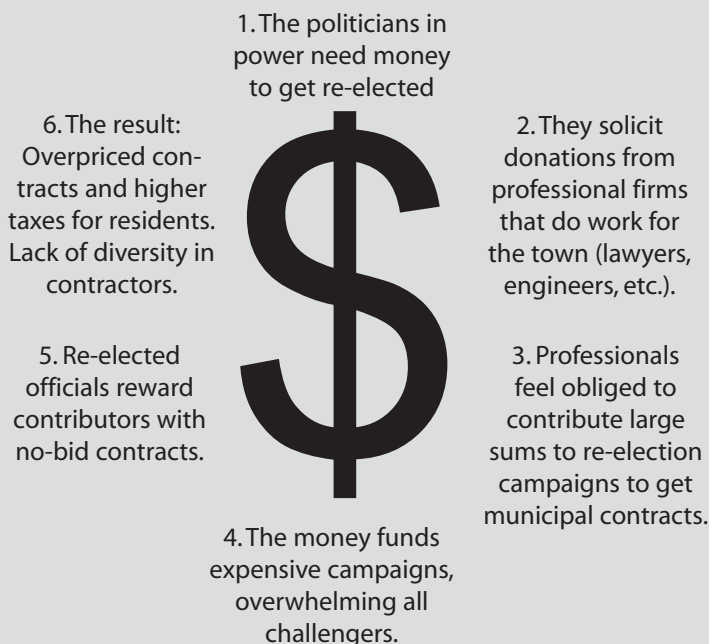 1. The politicians in
power need money
to get re-elected
2. They solicit
donations from
professional firms
that do work for
the town (lawyers,
engineers, etc.).
3. Professionals
feel obliged to
contribute large
sums to re-election
campaigns to get
municipal contracts.
4. The money funds
expensive campaigns,
overwhelming all
challengers.
5. Re-elected
officials reward
contributors with
no-bid contracts.
6. The result:
Overpriced con-
tracts and higher
taxes for residents.
Lack of diversity in
contractors.
$